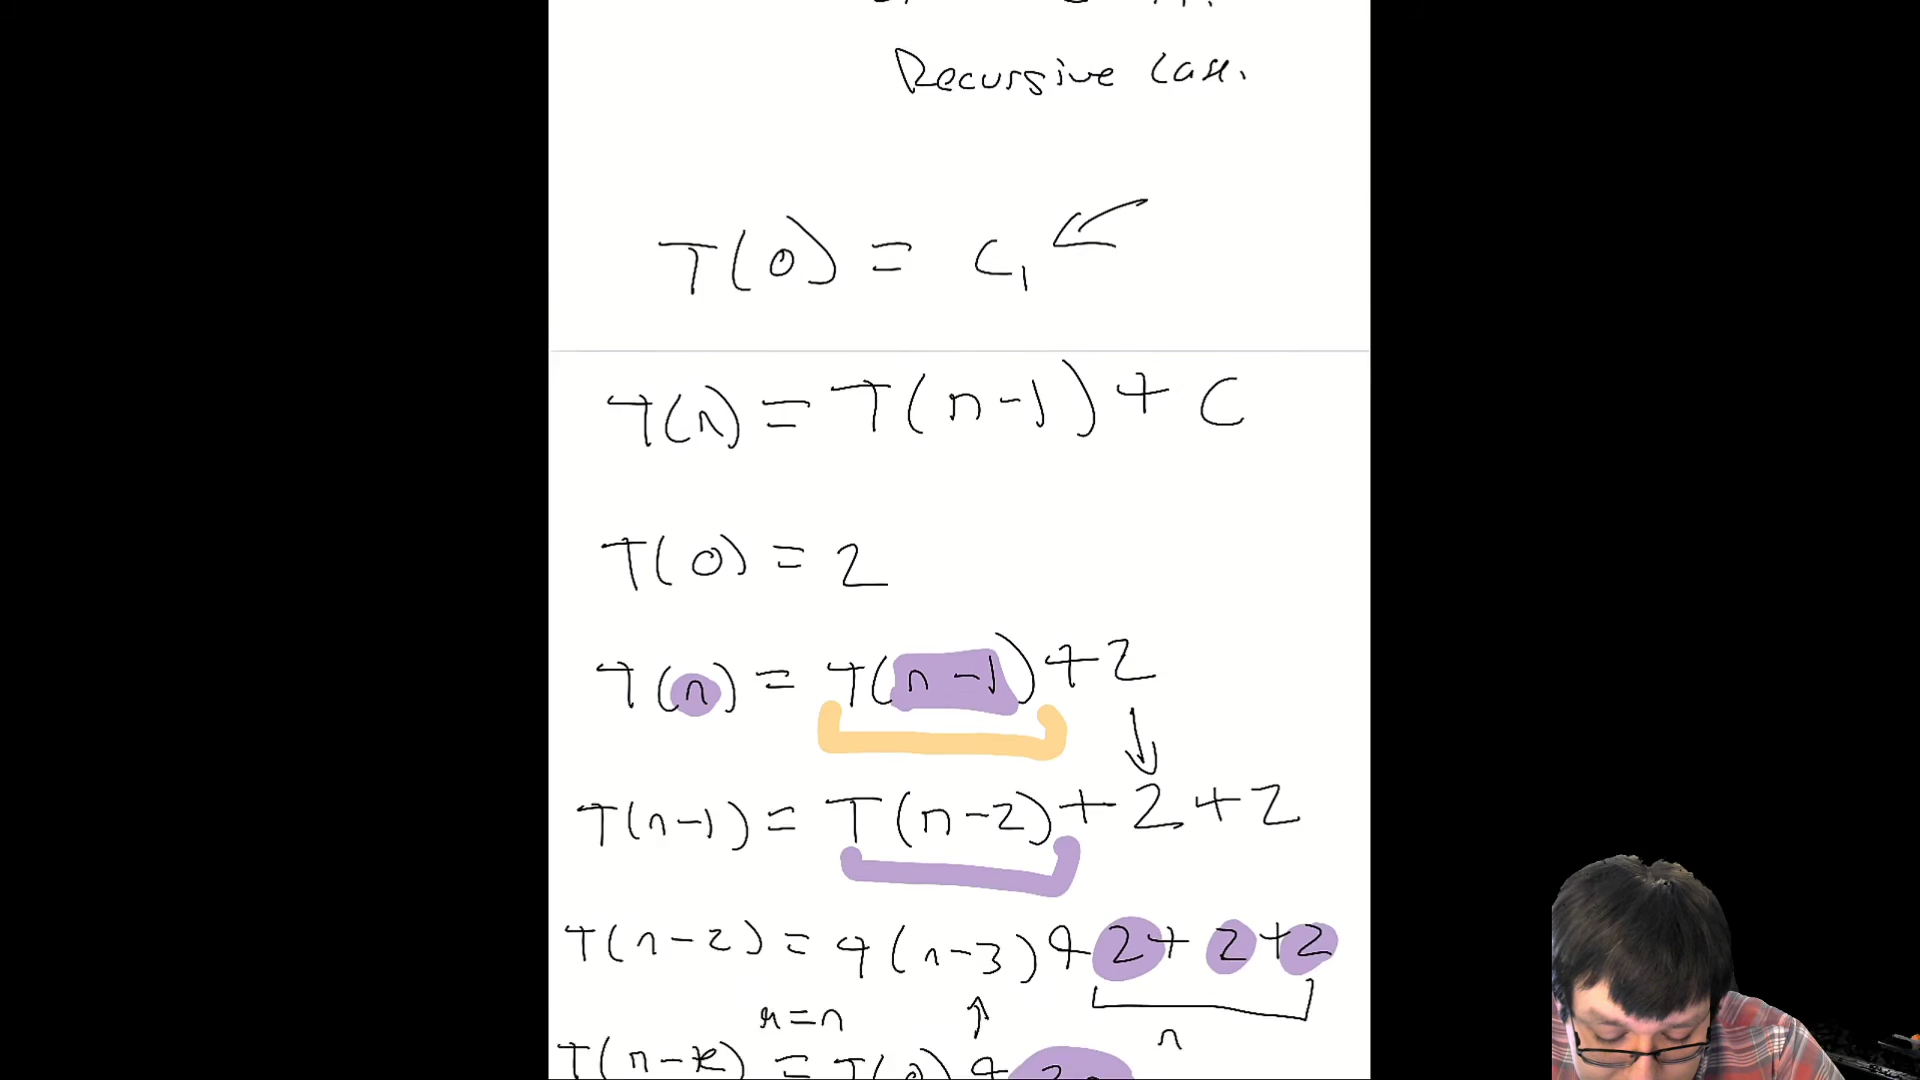 Recursive Case.
T(0) = C₁
T(n) = T(n-1) + C
T(0) = 2
T(n) = T(n-1) + 2
T(n-1) = T(n-2) + 2 + 2
T(n-2) = T(n-3) + 2 + 2 + 2
k=n
n
T(n-k) = T(0) +